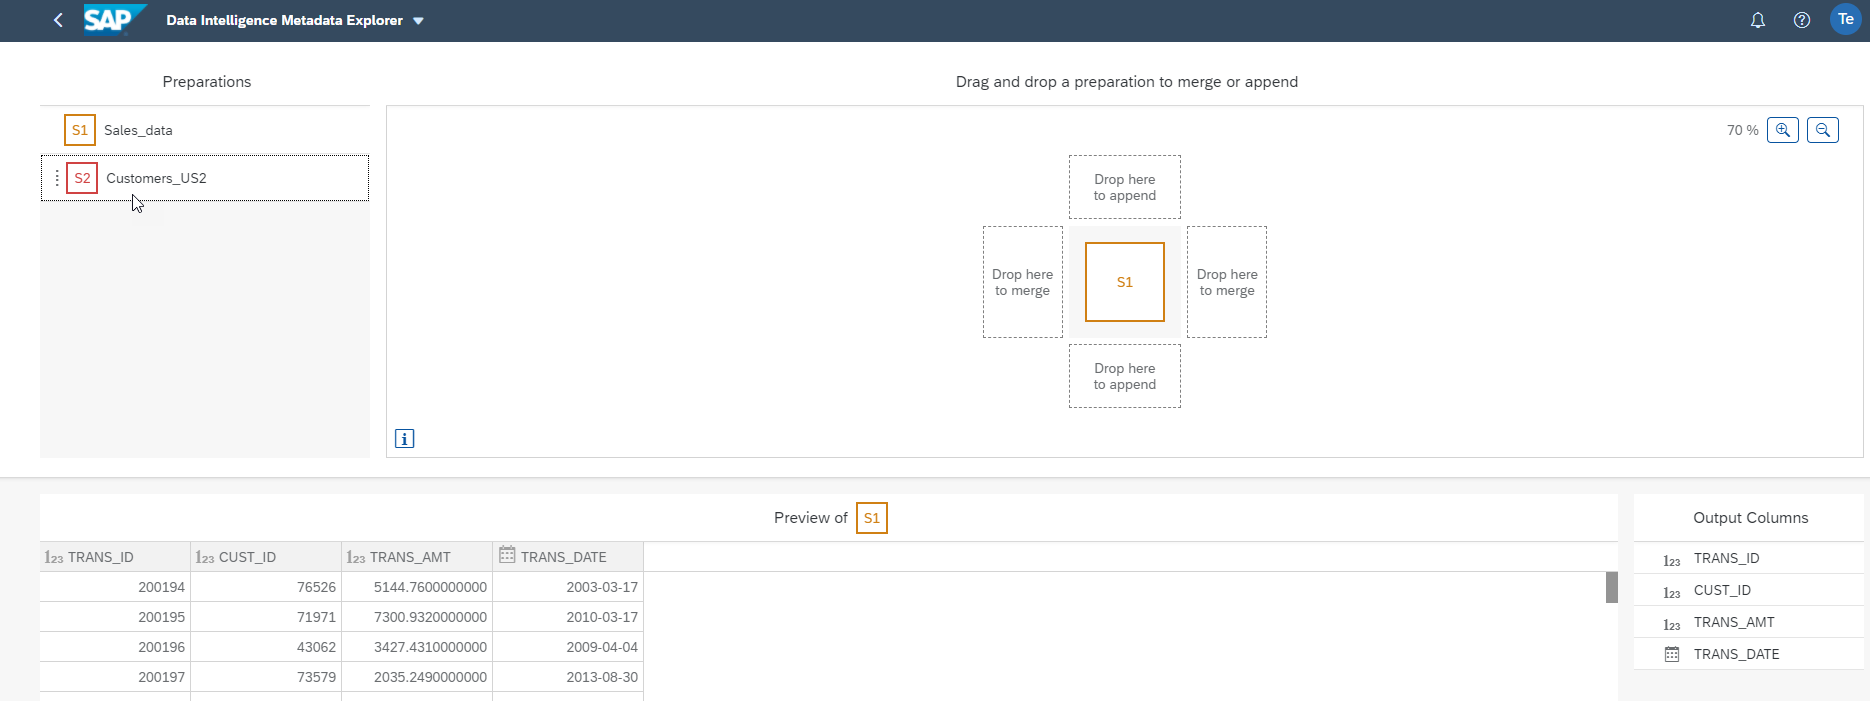 SAP Data Intelligence Metadata Explorer Te
Preparations
Drag and drop a preparation to merge or append
S1 Sales_data
S2 Customers_US2
70 %
Drop here
to append
Drop here
to merge
S1
Drop here
to merge
Drop here
to append
i
Preview of S1
Output Columns
123 TRANS_ID 123 CUST_ID 123 TRANS_AMT TRANS_DATE
200194 76526 5144.7600000000 2003-03-17
200195 71971 7300.9320000000 2010-03-17
200196 43062 3427.4310000000 2009-04-04
200197 73579 2035.2490000000 2013-08-30
123 TRANS_ID
123 CUST_ID
123 TRANS_AMT
TRANS_DATE